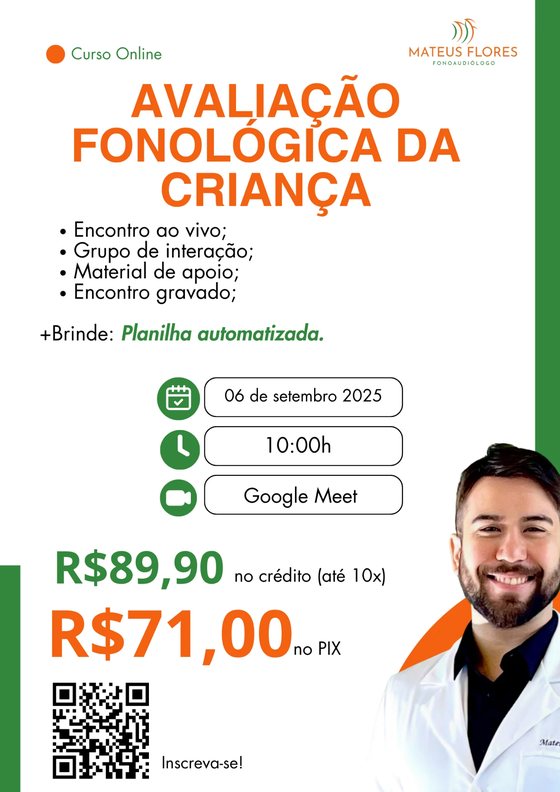 Curso Online
MATEUS FLORES
FONOAUDIÓLOGO
AVALIAÇÃO
FONOLÓGICA DA
CRIANÇA
• Encontro ao vivo;
• Grupo de interação;
• Material de apoio;
• Encontro gravado;
+Brinde: Planilha automatizada.
06 de setembro 2025
10:00h
Google Meet
R$89,90 no crédito (até 10x)
R$71,00 no PIX
Inscreva-se!